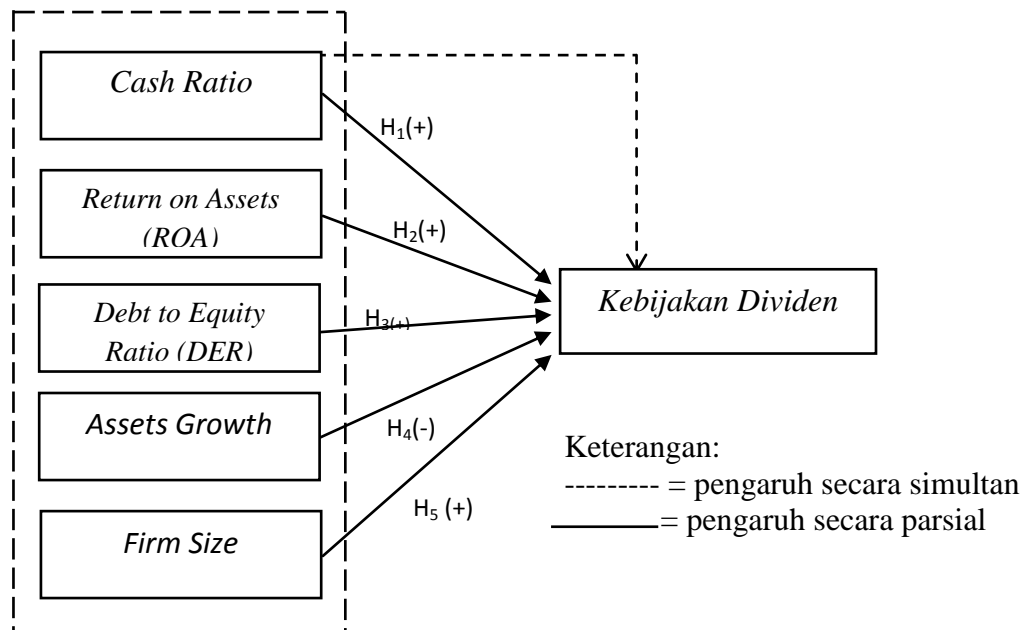 Cash Ratio
H1(+)
Return on Assets
(ROA)
H2(+)
Debt to Equity
Ratio (DER)
H3(+)
Kebijakan Dividen
Assets Growth
H4(-)
Firm Size
H5 (+)
Keterangan:
--------- = pengaruh secara simultan
= pengaruh secara parsial